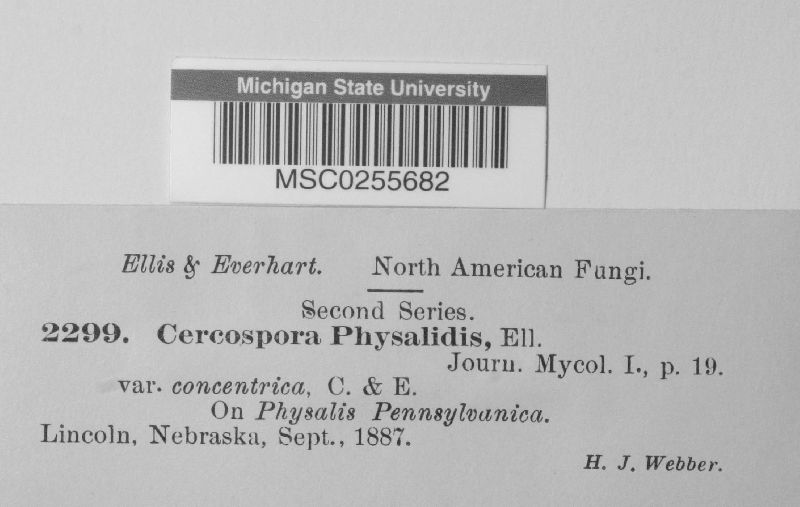 Michigan State University
MSC0255682
Ellis & Everhart. North American Fungi.
Second Series.
2299. Cercospora Physalidis, Ell.
Journ. Mycol. I., p. 19.
var. concentrica, C. & E.
On Physalis Pennsylvanica.
Lincoln, Nebraska, Sept., 1887.
H. J. Webber.